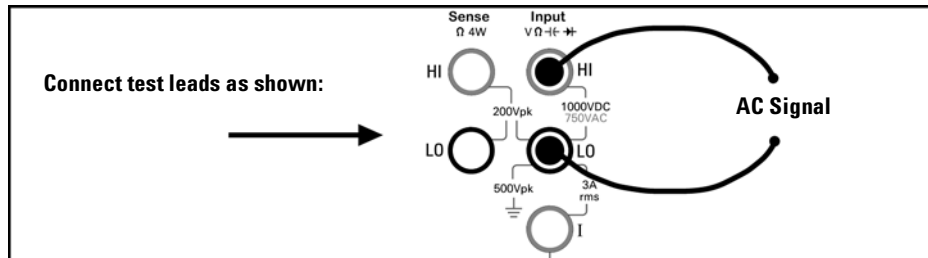 Sense Input
Ω 4W VΩ⊣⊢ ➔
HI HI
Connect test leads as shown:
1000VDC
200Vpk 750VAC
AC Signal
LO LO
500Vpk 3A
rms
I